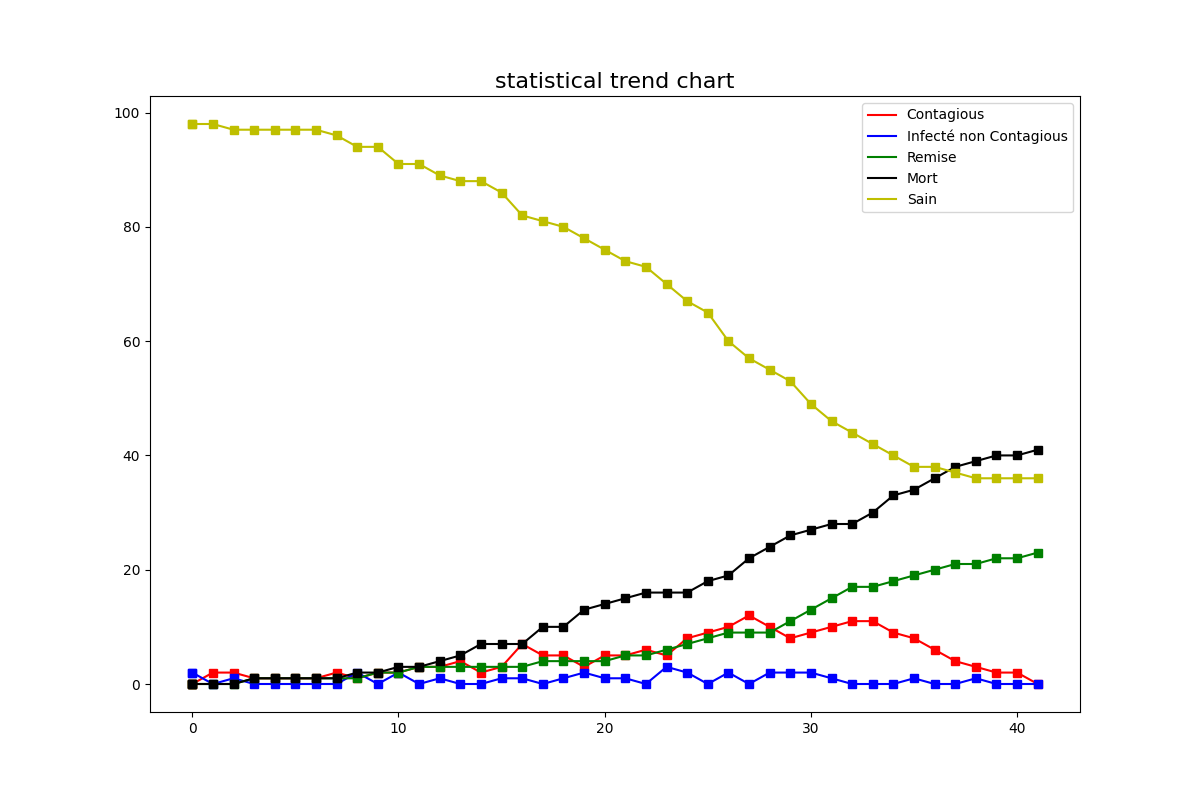 statistical trend chart
100
80
60
40
20
0
0 10 20 30 40
Contagious
Infecté non Contagious
Remise
Mort
Sain